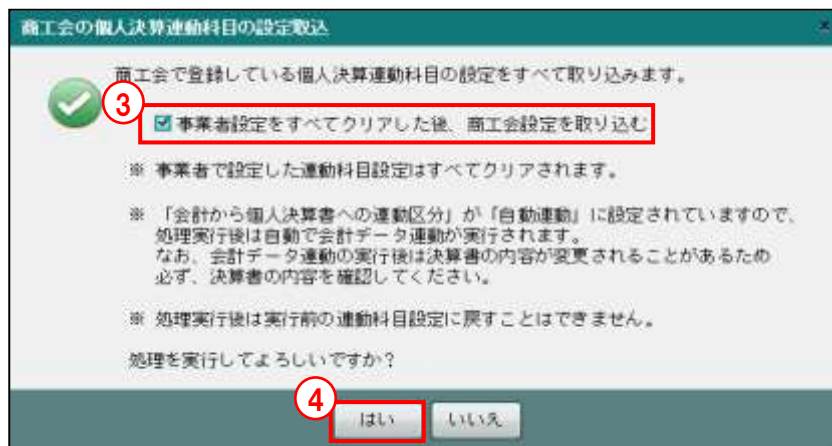 商工会の個人決算連動科目の設定取込
×
商工会で登録している個人決算連動科目の設定をすべて取り込みます。
③
事業者設定をすべてクリアした後、商工会設定を取り込む
※ 事業者で設定した連動科目設定はすべてクリアされます。
※ 「会計から個人決算書への連動区分」が「自動連動」に設定されていますので、
処理実行後は自動で会計データ連動が実行されます。
なお、会計データ連動の実行後は決算書の内容が変更されることがあるため
必ず、決算書の内容を確認してください。
※ 処理実行後は実行前の連動科目設定に戻すことはできません。
処理を実行してよろしいですか？
④
はい いいえ